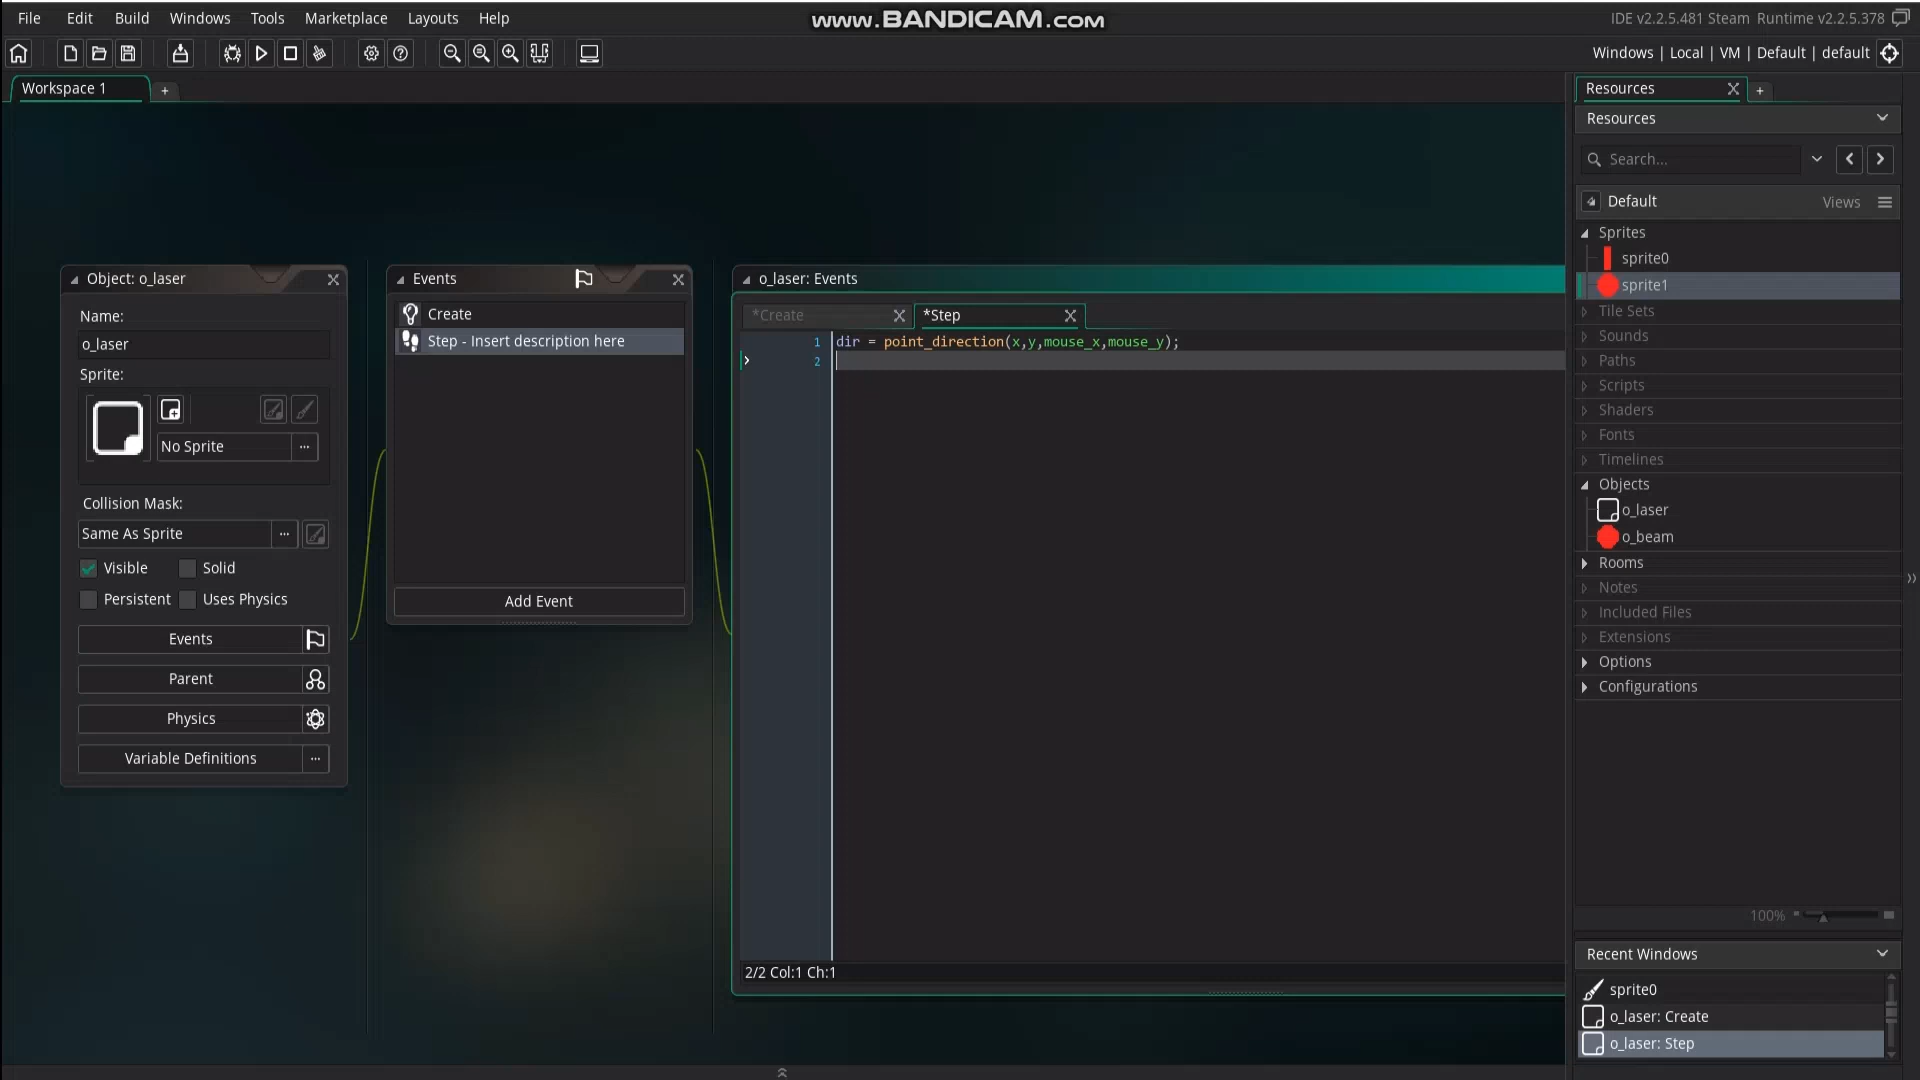 File Edit Build Windows Tools Marketplace Layouts Help
www.BANDICAM.com
IDE v2.2.5.481 Steam Runtime v2.2.5.378
Windows | Local | VM | Default | default
Workspace 1
+
Resources
+
Resources
Search...
Default
Views
Sprites
sprite0
sprite1
Tile Sets
Sounds
Paths
Scripts
Shaders
Fonts
Timelines
Objects
o_laser
o_beam
Rooms
Notes
Included Files
Extensions
Options
Configurations
100%
Recent Windows
sprite0
o_laser: Create
o_laser: Step
Object: o_laser
Name:
o_laser
Sprite:
No Sprite
...
Collision Mask:
Same As Sprite
...
Visible
Solid
Persistent
Uses Physics
Events
Parent
Physics
Variable Definitions
...
Events
Create
Step - Insert description here
Add Event
o_laser: Events
*Create
*Step
1 dir = point_direction(x,y,mouse_x,mouse_y);
2
2/2 Col:1 Ch:1